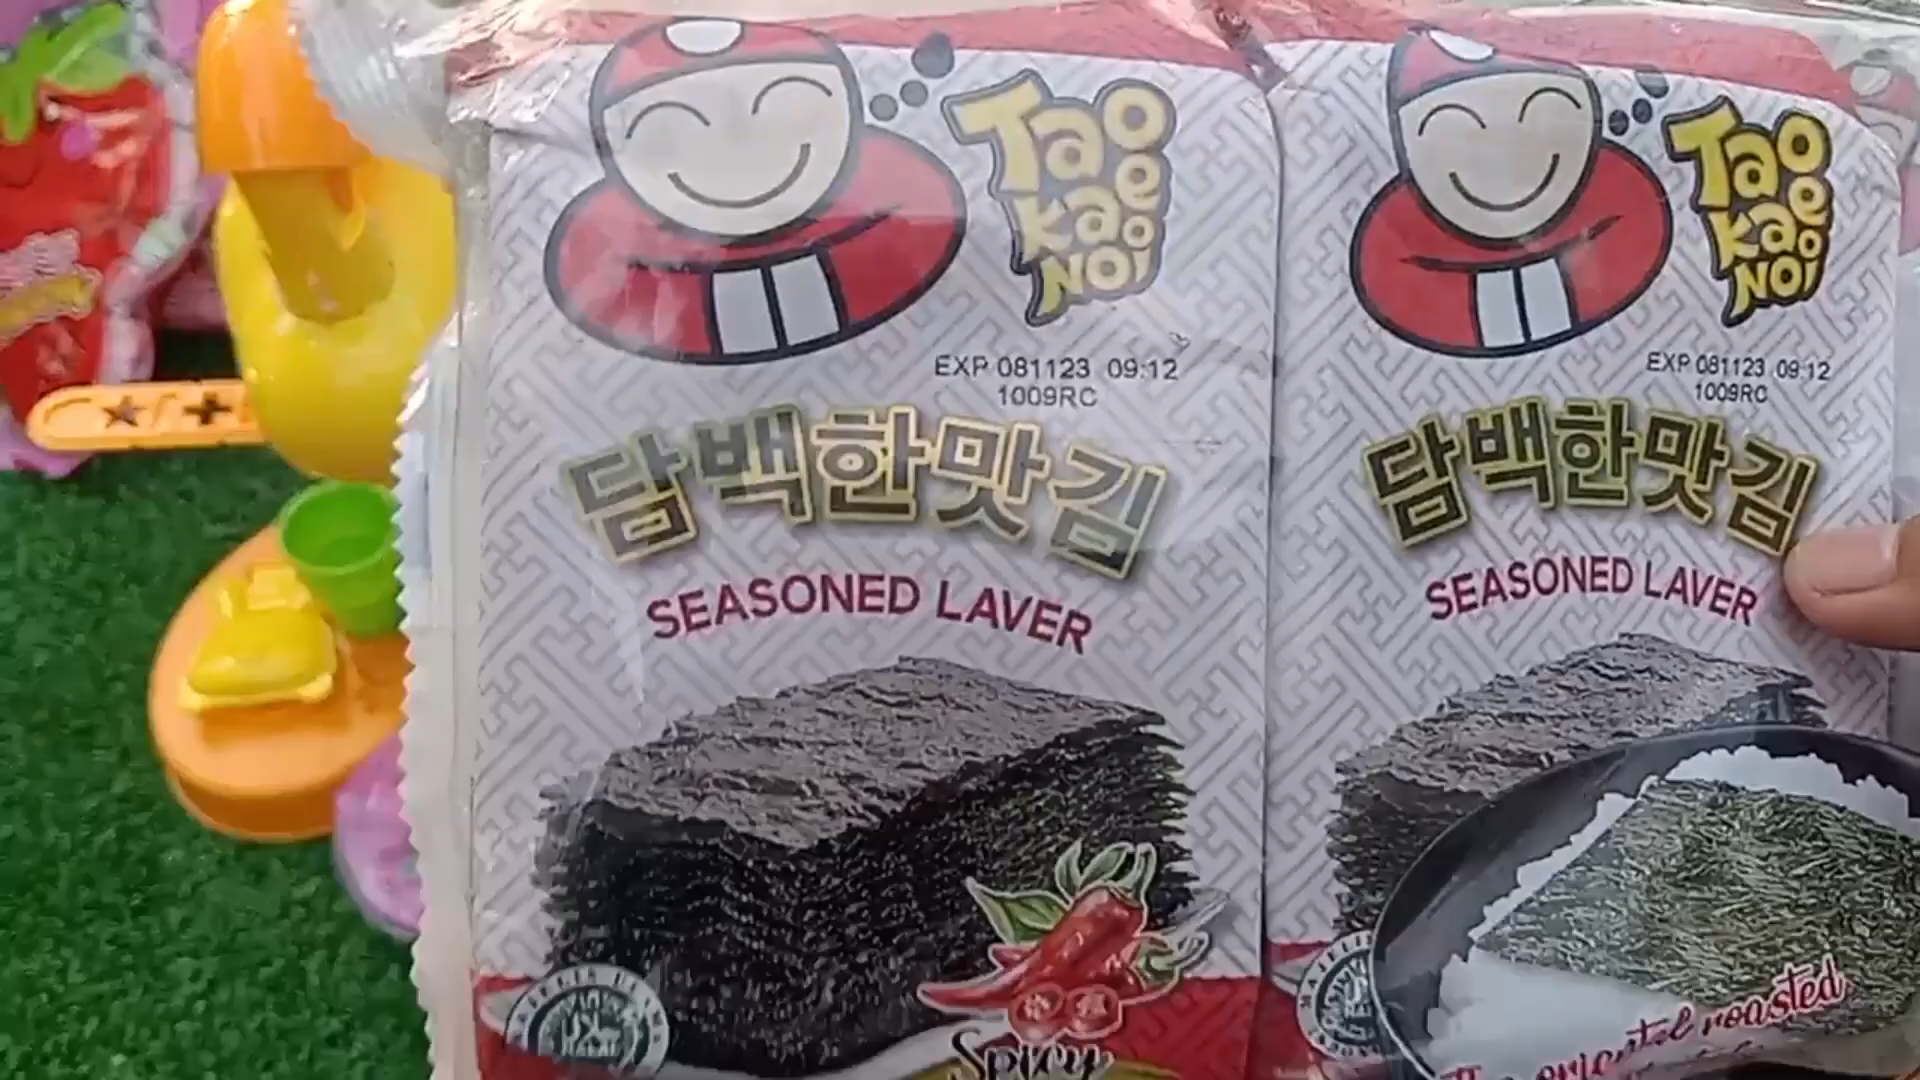 Tao
kae
Noi
EXP 081123 09:12
1009RC
담백한맛김
SEASONED LAVER
HALAL
Spicy
Tao
kae
Noi
EXP 081123 09:12
1009RC
담백한맛김
SEASONED LAVER
oriental roasted